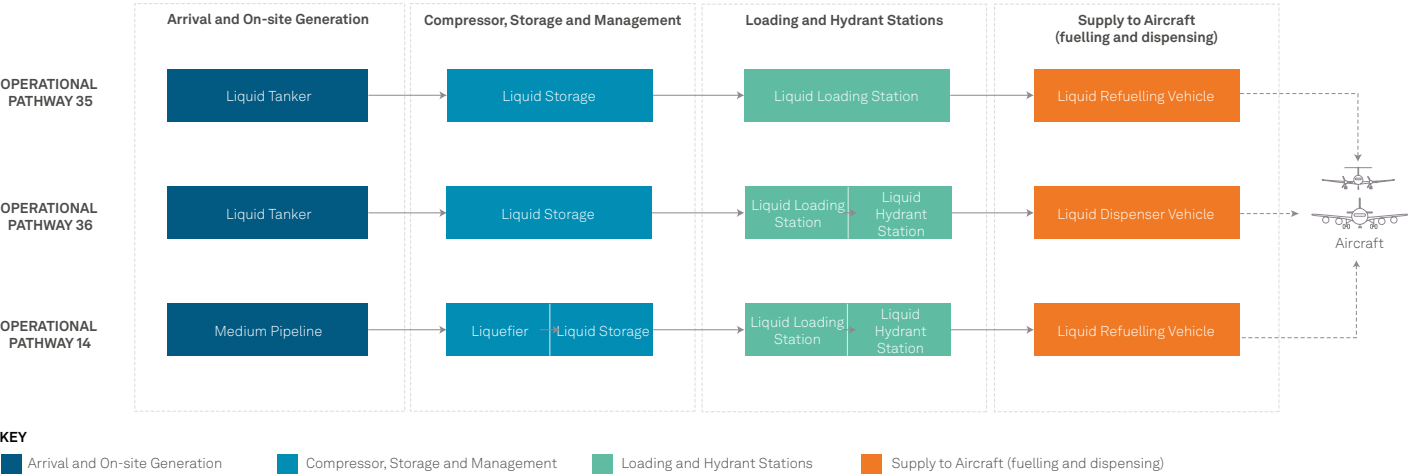 Arrival and On-site Generation
Compressor, Storage and Management
Loading and Hydrant Stations
Supply to Aircraft
(fuelling and dispensing)
OPERATIONAL
PATHWAY 35
Liquid Tanker
Liquid Storage
Liquid Loading Station
Liquid Refuelling Vehicle
OPERATIONAL
PATHWAY 36
Liquid Tanker
Liquid Storage
Liquid Loading
Station
Liquid
Hydrant
Station
Liquid Dispenser Vehicle
Aircraft
OPERATIONAL
PATHWAY 14
Medium Pipeline
Liquefier
Liquid Storage
Liquid Loading
Station
Liquid
Hydrant
Station
Liquid Refuelling Vehicle
KEY
Arrival and On-site Generation
Compressor, Storage and Management
Loading and Hydrant Stations
Supply to Aircraft (fuelling and dispensing)